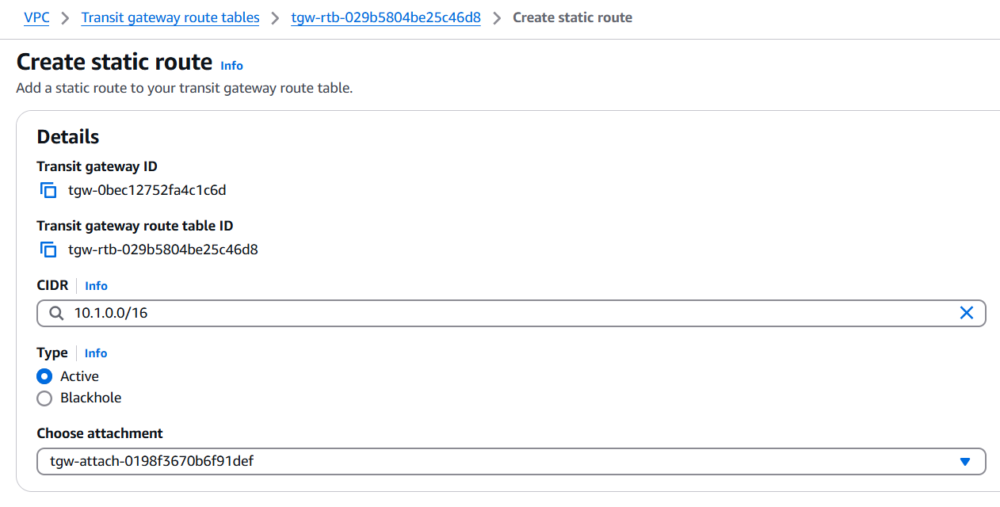 VPC > Transit gateway route tables > tgw-rtb-029b5804be25c46d8 > Create static route
Create static route Info
Add a static route to your transit gateway route table.
Details
Transit gateway ID
tgw-0bec12752fa4c1c6d
Transit gateway route table ID
tgw-rtb-029b5804be25c46d8
CIDR Info
10.1.0.0/16
Type Info
Active
Blackhole
Choose attachment
tgw-attach-0198f3670b6f91def